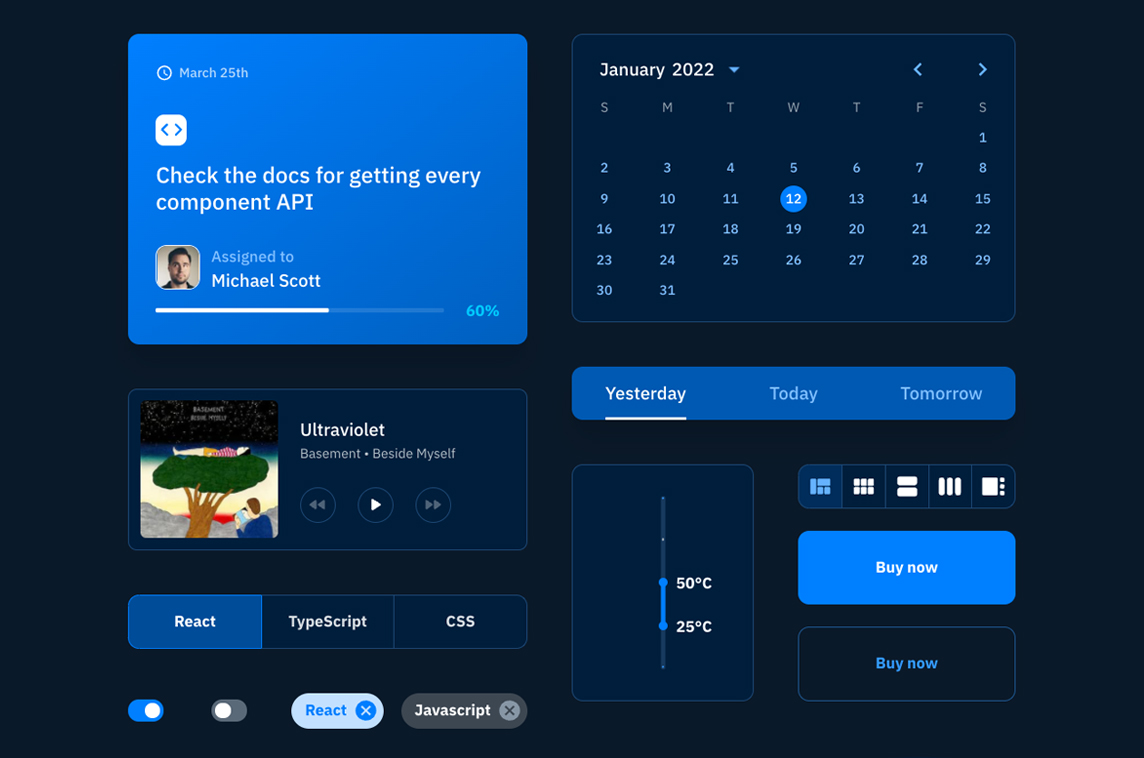 March 25th
Check the docs for getting every
component API
Assigned to
Michael Scott
60%
BASEMENT
BESIDE MYSELF
Ultraviolet
Basement • Beside Myself
React
TypeScript
CSS
React
Javascript
January 2022
S M T W T F S
1
2 3 4 5 6 7 8
9 10 11 12 13 14 15
16 17 18 19 20 21 22
23 24 25 26 27 28 29
30 31
Yesterday
Today
Tomorrow
50°C
25°C
Buy now
Buy now